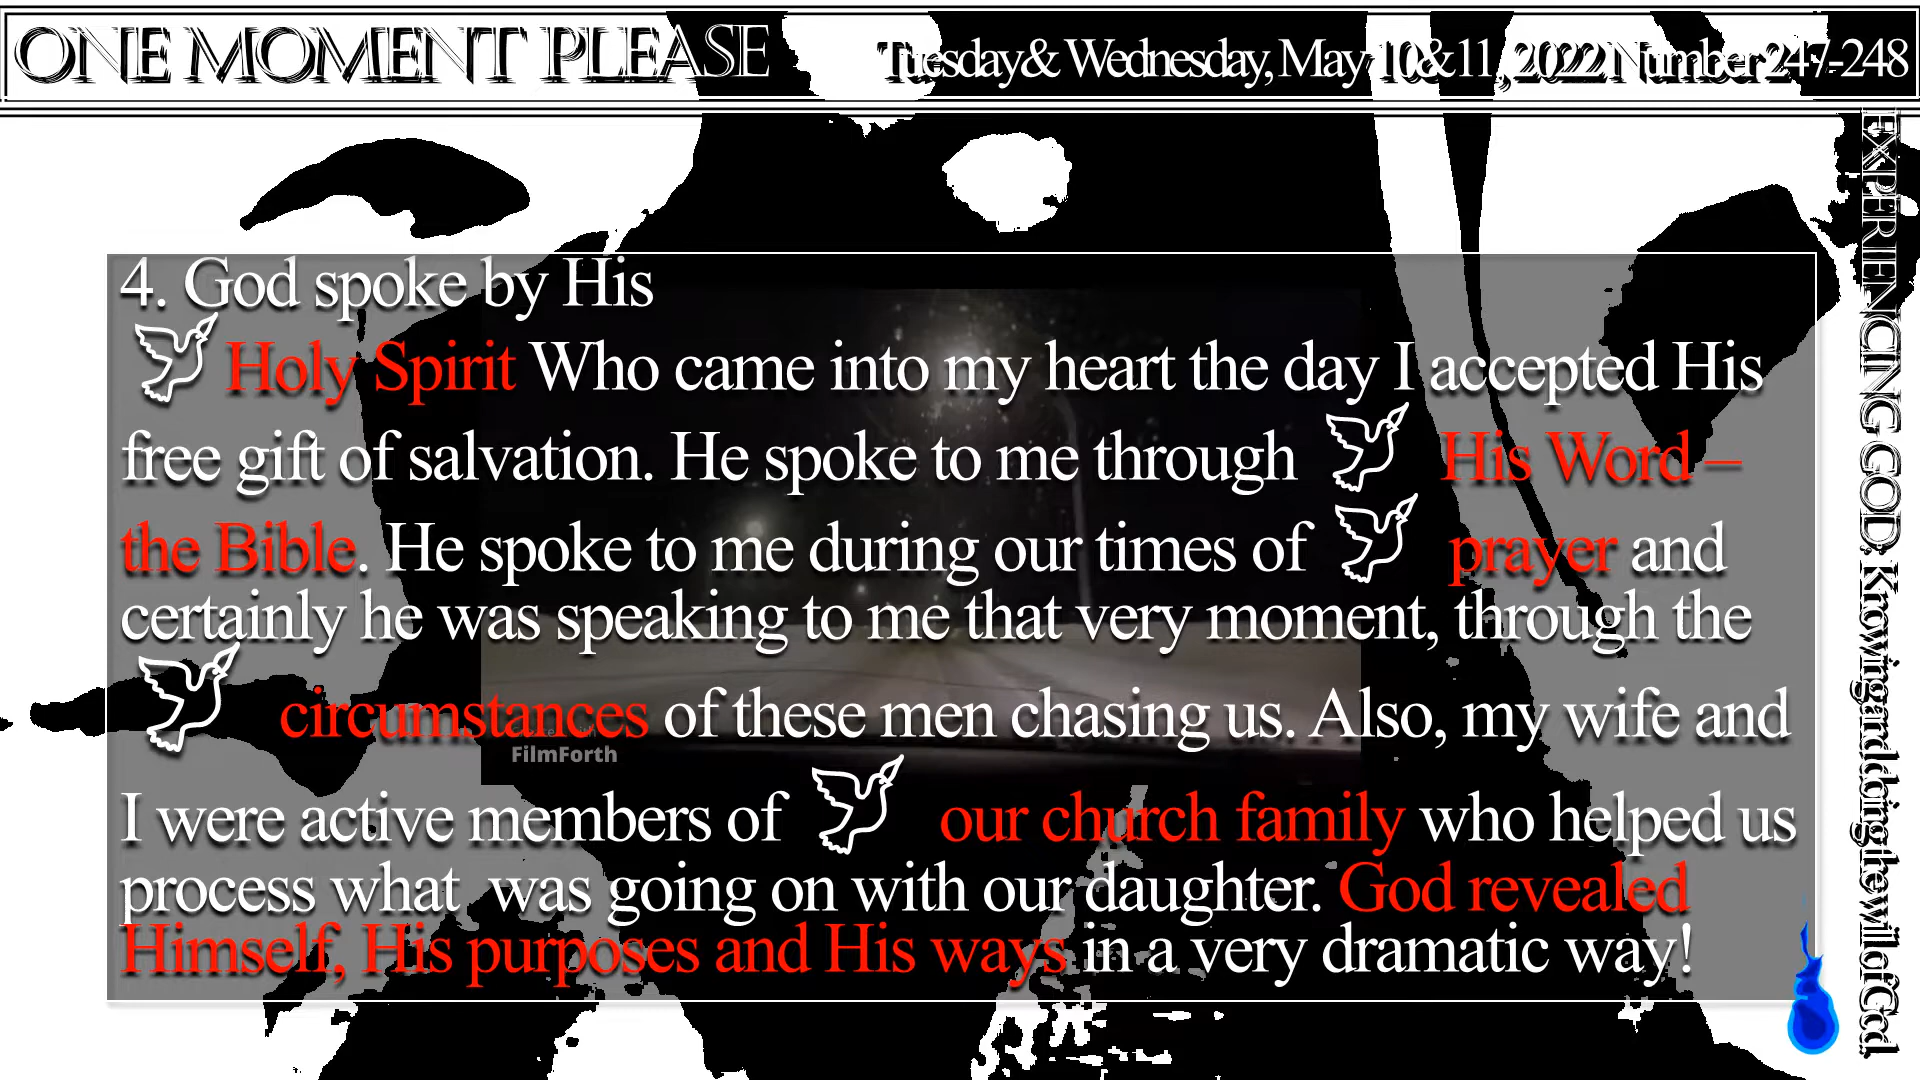 ONE MOMENT PLEASE
Tuesday & Wednesday, May 10&11, 2022 Number 247-248
4. God spoke by His
Holy Spirit Who came into my heart the day I accepted His
free gift of salvation. He spoke to me through His Word –
the Bible. He spoke to me during our times of prayer and
certainly he was speaking to me that very moment, through the
circumstances of these men chasing us. Also, my wife and
FilmForth
I were active members of our church family who helped us
process what was going on with our daughter. God revealed
Himself, His purposes and His ways in a very dramatic way!
EXPERIENCING GOD: Knowing and doing the will of God.